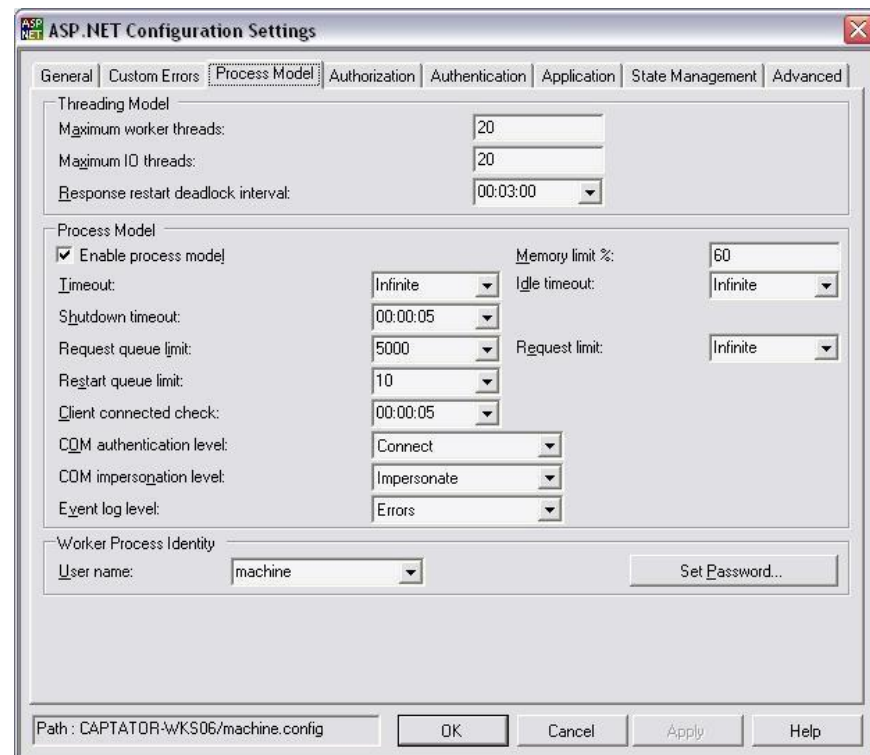 ASP.NET Configuration Settings
General Custom Errors Process Model Authorization Authentication Application State Management Advanced
Threading Model
Maximum worker threads: 20
Maximum IO threads: 20
Response restart deadlock interval: 00:03:00
Process Model
Enable process model Memory limit %: 60
Timeout: Infinite Idle timeout: Infinite
Shutdown timeout: 00:00:05
Request queue limit: 5000 Request limit: Infinite
Restart queue limit: 10
Client connected check: 00:00:05
COM authentication level: Connect
COM impersonation level: Impersonate
Event log level: Errors
Worker Process Identity
User name: machine Set Password...
Path : CAPTATOR-WKS06/machine.config OK Cancel Apply Help